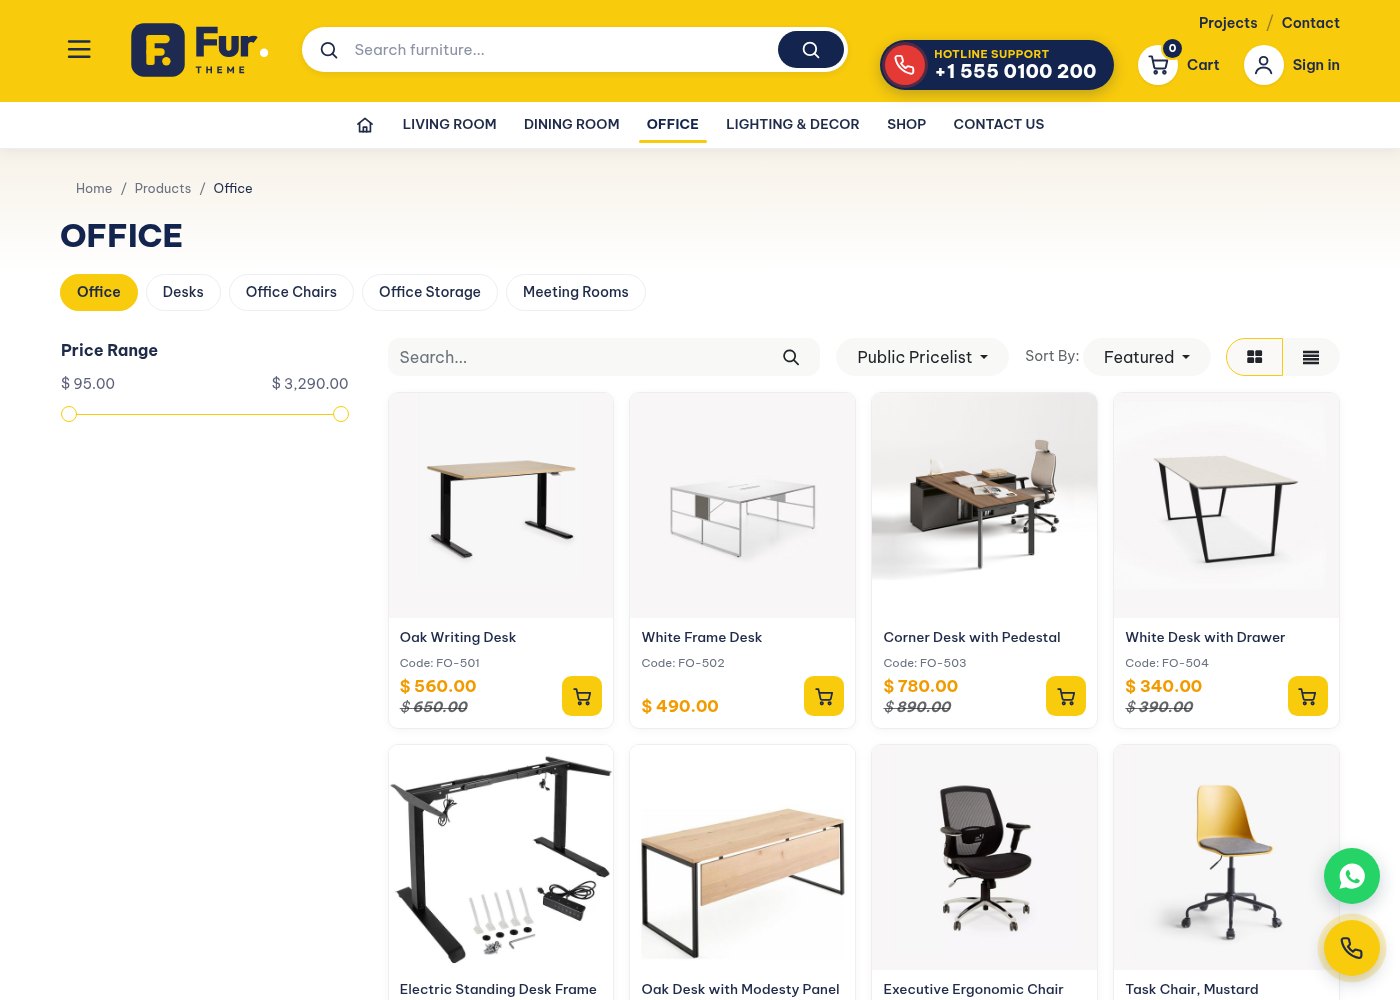 Projects / Contact
F. Fur.
THEME
Search furniture...
HOTLINE SUPPORT
+1 555 0100 200
0
Cart
Sign in
LIVING ROOM
DINING ROOM
OFFICE
LIGHTING & DECOR
SHOP
CONTACT US
Home / Products / Office
OFFICE
Office
Desks
Office Chairs
Office Storage
Meeting Rooms
Price Range
$ 95.00
$ 3,290.00
Search...
Public Pricelist
Sort By:
Featured
Oak Writing Desk
Code: FO-501
$ 560.00
$ 650.00
White Frame Desk
Code: FO-502
$ 490.00
Corner Desk with Pedestal
Code: FO-503
$ 780.00
$ 890.00
White Desk with Drawer
Code: FO-504
$ 340.00
$ 390.00
Electric Standing Desk Frame
Oak Desk with Modesty Panel
Executive Ergonomic Chair
Task Chair, Mustard